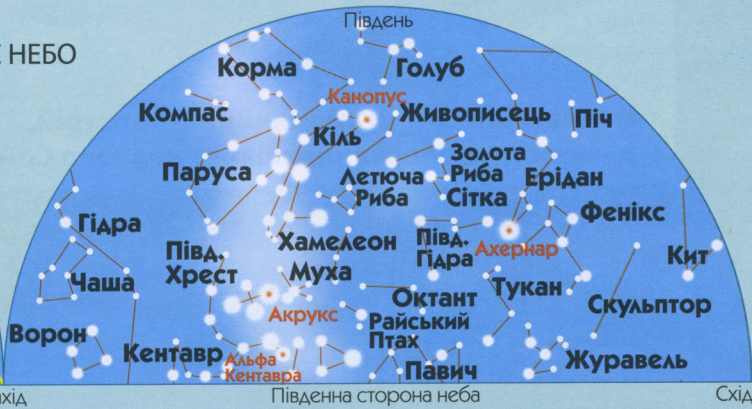 Південь
НЕБО
Корма
Голуб
Канопус
Компас
Живописець
Піч
Кіль
Паруса
Золота
Риба
Летюча
Риба
Сітка
Ерідан
Гідра
Фенікс
Хамелеон
Півд.
Гідра
Ахернар
Півд.
Хрест
Кит
Чаша
Муха
Октант
Тукан
Скульптор
Акрукс
Райський
Птах
Ворон
Кентавр
Альфа
Кентавра
Павич
Журавель
Південна сторона неба
Схід